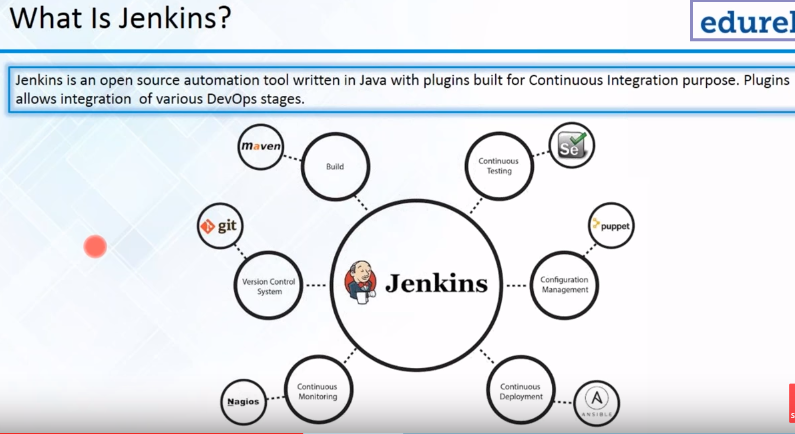 What Is Jenkins?
Jenkins is an open source automation tool written in Java with plugins built for Continuous Integration purpose. Plugins
allows integration of various DevOps stages.
maven
Build
Continuous
Testing
Se
git
puppet
Version Control
System
Jenkins
Configuration
Management
Continuous
Monitoring
Nagios
Continuous
Deployment
A
ANSIBLE